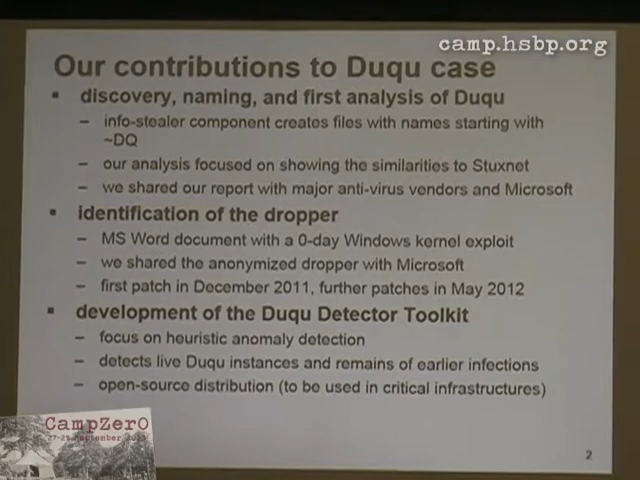 camp.hsbp.org
Our contributions to Duqu case
▪ discovery, naming, and first analysis of Duqu
– info-stealer component creates files with names starting with
~DQ
– our analysis focused on showing the similarities to Stuxnet
– we shared our report with major anti-virus vendors and Microsoft
▪ identification of the dropper
– MS Word document with a 0-day Windows kernel exploit
– we shared the anonymized dropper with Microsoft
– first patch in December 2011, further patches in May 2012
▪ development of the Duqu Detector Toolkit
– focus on heuristic anomaly detection
– detects live Duqu instances and remains of earlier infections
– open-source distribution (to be used in critical infrastructures)
CampZer0
September
2